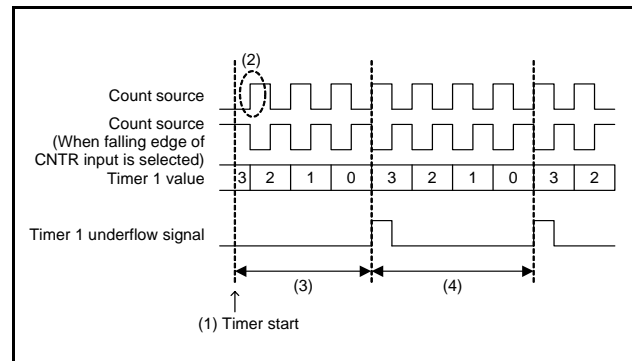 (2)
Count source
Count source
(When falling edge of
CNTR input is selected)
Timer 1 value
3 2 1 0 3 2 1 0 3 2
Timer 1 underflow signal
(3) (4)
(1) Timer start